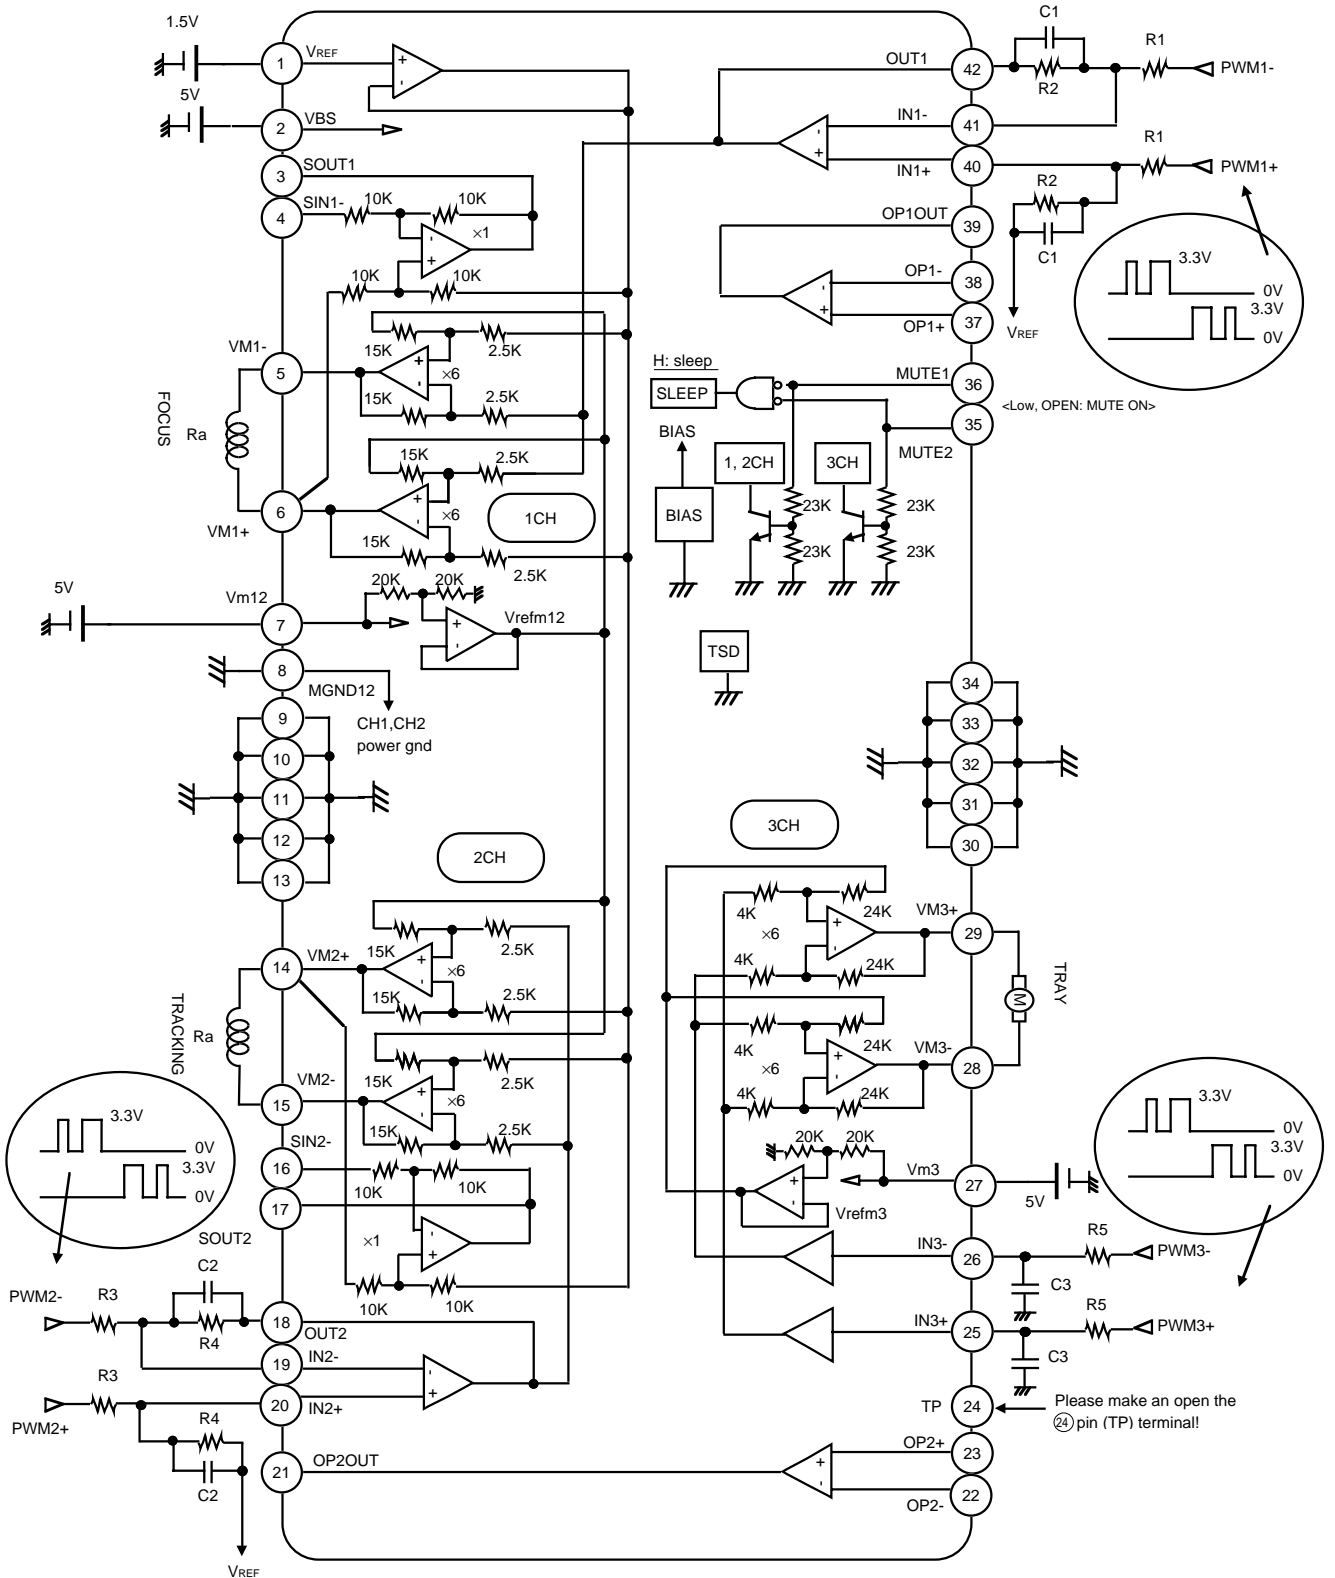 1.5V
1
VREF
5V
2
VBS
3
SOUT1
4
SIN1-
10K
10K
-
+
×1
10K
10K
+
-
VM1-
5
15K
2.5K
+
-
×6
15K
2.5K
FOCUS
Ra
15K
2.5K
+
-
×6
6
VM1+
15K
2.5K
1CH
5V
Vm12
7
20K
20K
+
-
Vrefm12
8
MGND12
CH1,CH2
power gnd
9
10
11
12
13
2CH
14
VM2+
15K
2.5K
+
-
×6
15K
2.5K
TRACKING
Ra
15
VM2-
15K
2.5K
+
-
×6
15K
2.5K
3.3V
0V
3.3V
0V
SIN2-
16
10K
10K
17
SOUT2
×1
-
+
10K
10K
C2
PWM2-
R3
R4
18
OUT2
19
IN2-
-
+
R3
PWM2+
20
IN2+
R4
C2
VREF
21
OP2OUT
C1
OUT1
42
R2
R1
PWM1-
IN1-
41
-
+
IN1+
40
R1
PWM1+
R2
C1
VREF
3.3V
0V
3.3V
0V
OP1OUT
39
OP1-
38
-
+
OP1+
37
H: sleep
SLEEP
MUTE1
36
<Low, OPEN: MUTE ON>
35
MUTE2
BIAS
BIAS
1, 2CH
3CH
23K
23K
23K
23K
TSD
34
33
32
31
30
3CH
4K
24K
×6
+
-
VM3+
29
4K
24K
TRAY
M
4K
24K
×6
+
-
VM3-
28
4K
24K
20K
20K
+
-
Vrefm3
Vm3
27
5V
3.3V
0V
3.3V
0V
IN3-
26
R5
PWM3-
C3
IN3+
25
R5
PWM3+
C3
TP
24
Please make an open the
24 pin (TP) terminal!
OP2+
23
+
-
OP2-
22